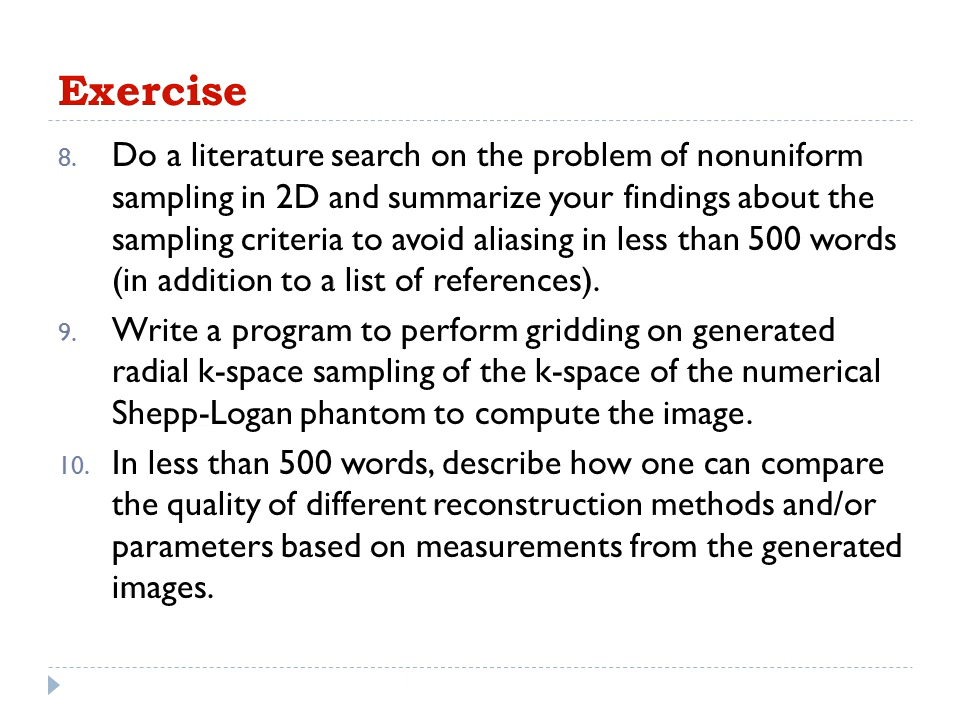 Exercise
8. Do a literature search on the problem of nonuniform
sampling in 2D and summarize your findings about the
sampling criteria to avoid aliasing in less than 500 words
(in addition to a list of references).
9. Write a program to perform gridding on generated
radial k-space sampling of the k-space of the numerical
Shepp-Logan phantom to compute the image.
10. In less than 500 words, describe how one can compare
the quality of different reconstruction methods and/or
parameters based on measurements from the generated
images.